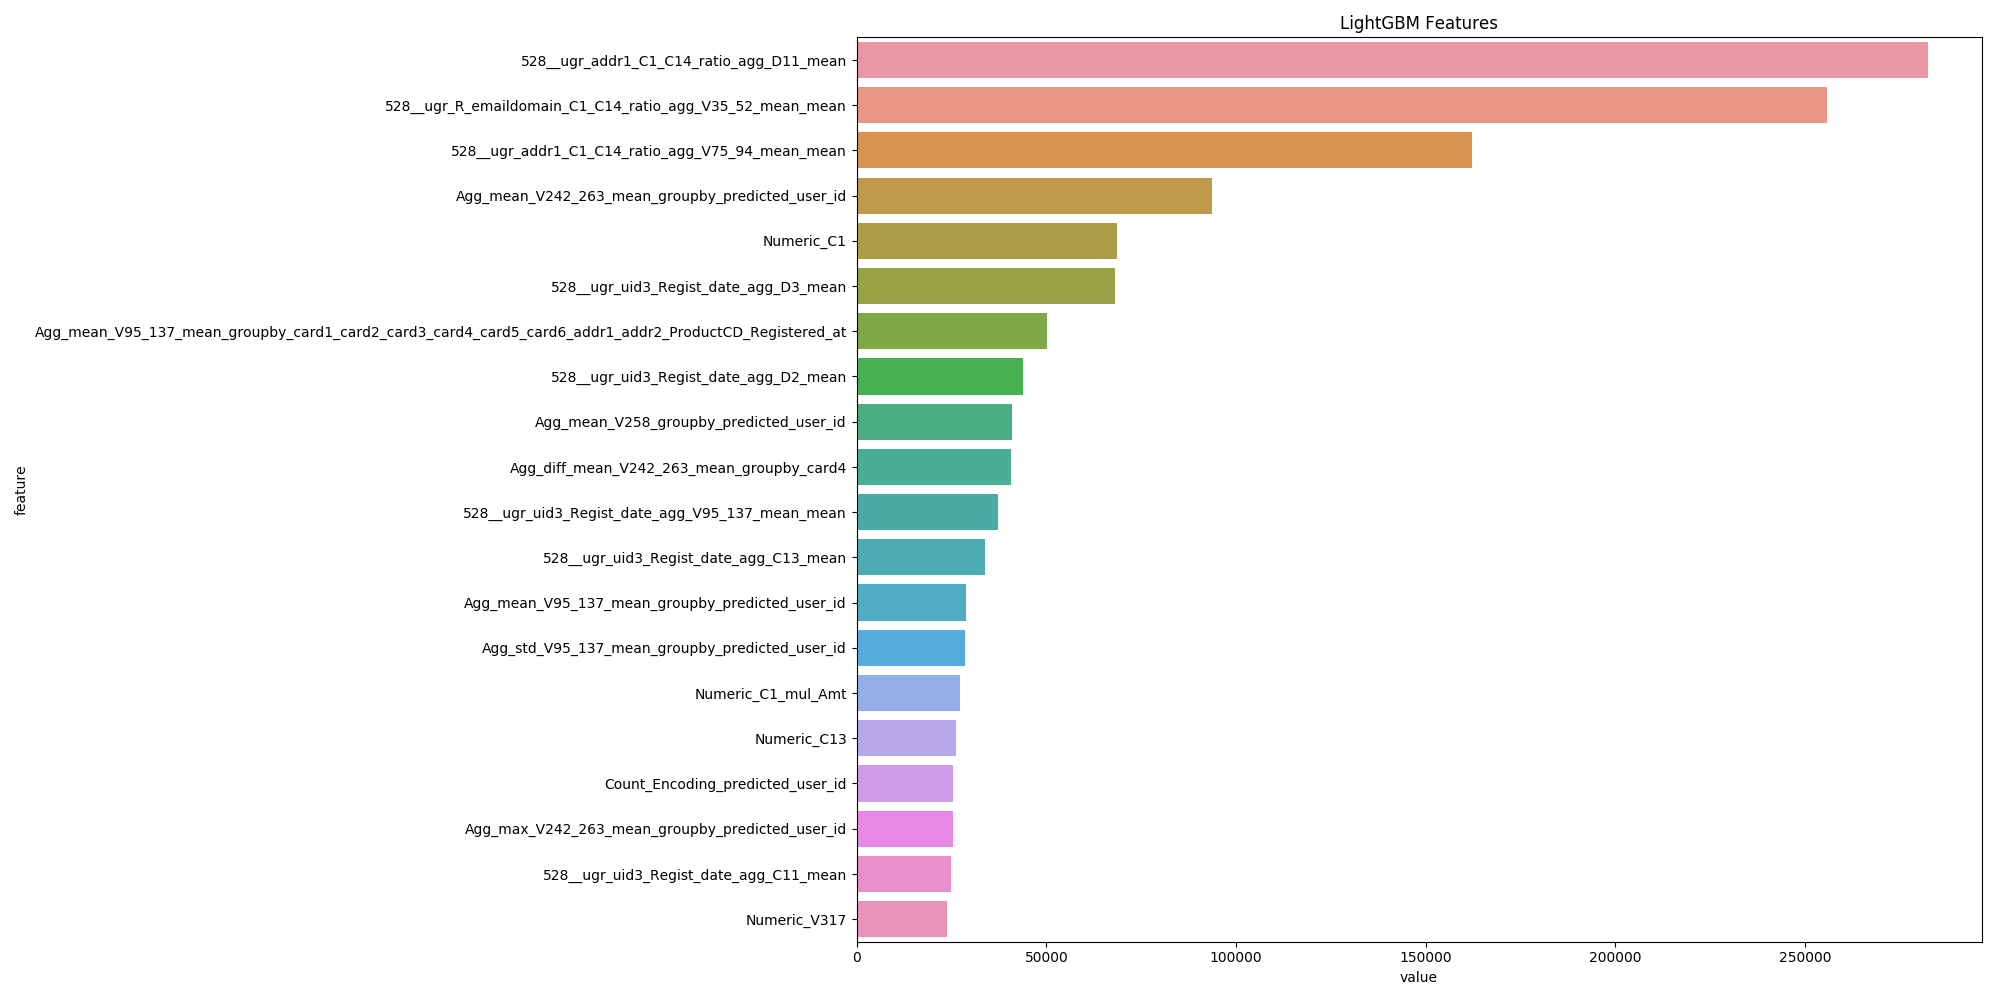 LightGBM Features
528__ugr_addr1_C1_C14_ratio_agg_D11_mean
528__ugr_R_emaildomain_C1_C14_ratio_agg_V35_52_mean_mean
528__ugr_addr1_C1_C14_ratio_agg_V75_94_mean_mean
Agg_mean_V242_263_mean_groupby_predicted_user_id
Numeric_C1
528__ugr_uid3_Regist_date_agg_D3_mean
Agg_mean_V95_137_mean_groupby_card1_card2_card3_card4_card5_card6_addr1_addr2_ProductCD_Registered_at
528__ugr_uid3_Regist_date_agg_D2_mean
Agg_mean_V258_groupby_predicted_user_id
Agg_diff_mean_V242_263_mean_groupby_card4
528__ugr_uid3_Regist_date_agg_V95_137_mean_mean
528__ugr_uid3_Regist_date_agg_C13_mean
Agg_mean_V95_137_mean_groupby_predicted_user_id
Agg_std_V95_137_mean_groupby_predicted_user_id
Numeric_C1_mul_Amt
Numeric_C13
Count_Encoding_predicted_user_id
Agg_max_V242_263_mean_groupby_predicted_user_id
528__ugr_uid3_Regist_date_agg_C11_mean
Numeric_V317
feature
0 50000 100000 150000 200000 250000
value